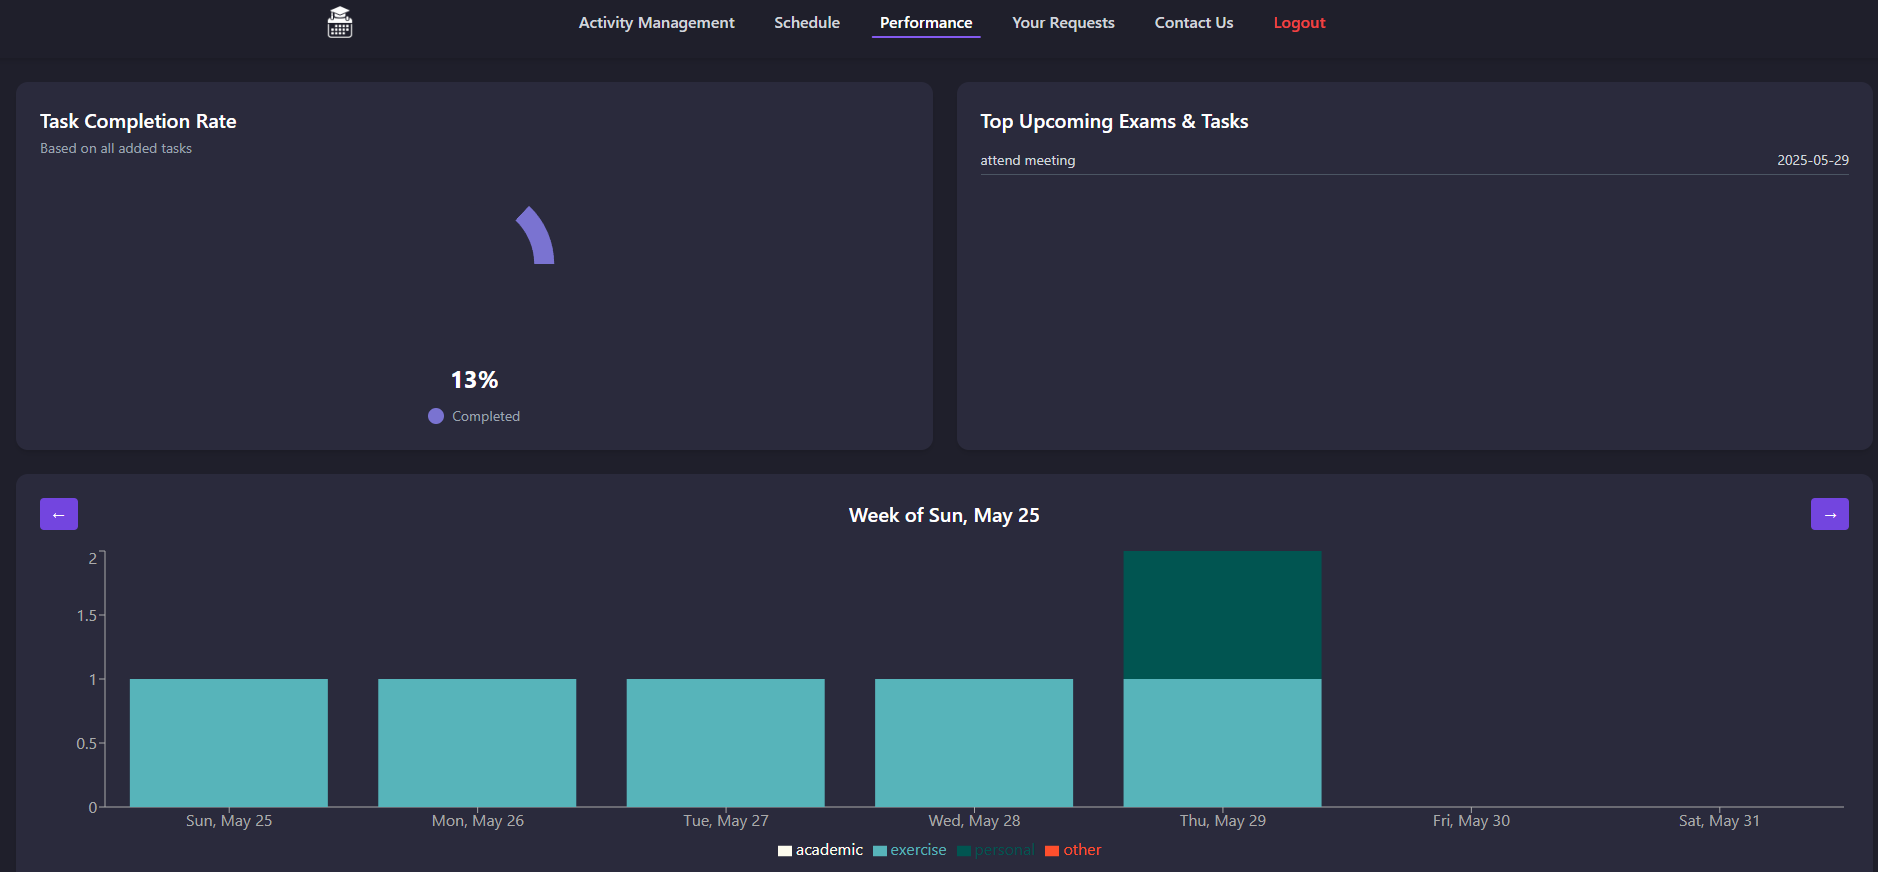 Activity Management Schedule Performance Your Requests Contact Us Logout
Task Completion Rate
Based on all added tasks
13%
Completed
Top Upcoming Exams & Tasks
attend meeting 2025-05-29
← Week of Sun, May 25 →
2
1.5
1
0.5
0
Sun, May 25 Mon, May 26 Tue, May 27 Wed, May 28 Thu, May 29 Fri, May 30 Sat, May 31
academic exercise personal other